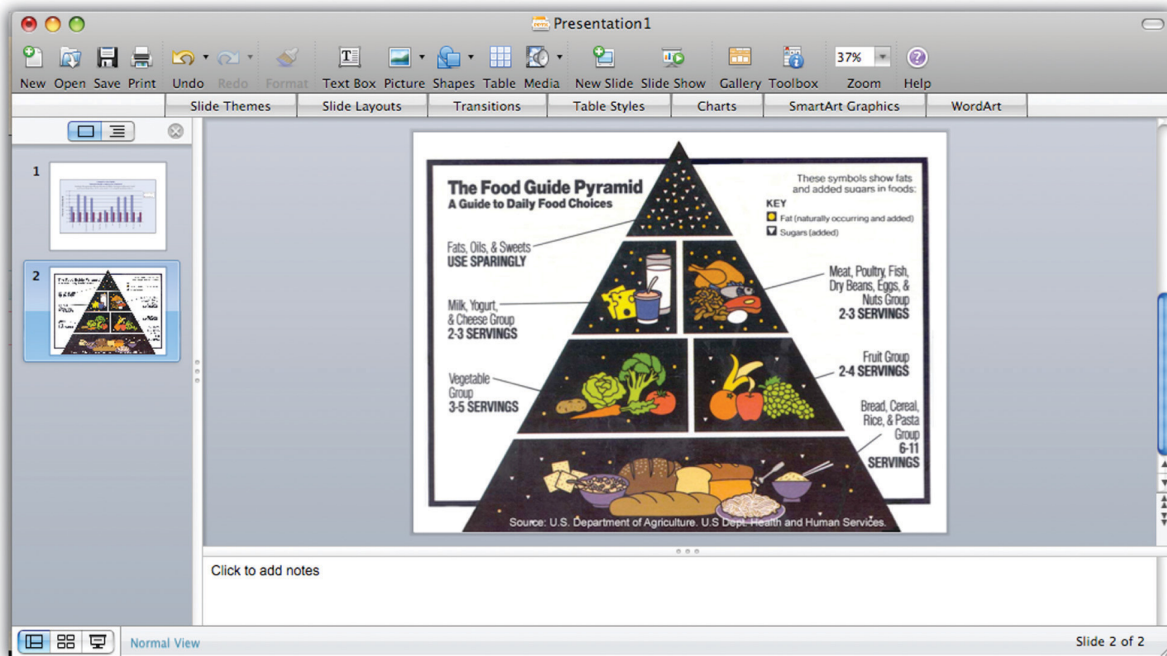 Presentation1
New Open Save Print Undo Redo Format Text Box Picture Shapes Table Media New Slide Slide Show Gallery Toolbox Zoom Help
37%
Slide Themes Slide Layouts Transitions Table Styles Charts SmartArt Graphics WordArt
1
2
The Food Guide Pyramid
A Guide to Daily Food Choices
These symbols show fats
and added sugars in foods:
KEY
Fat (naturally occurring and added)
Sugars (added)
Fats, Oils, & Sweets
USE SPARINGLY
Milk, Yogurt,
& Cheese Group
2-3 SERVINGS
Meat, Poultry, Fish,
Dry Beans, Eggs, &
Nuts Group
2-3 SERVINGS
Vegetable
Group
3-5 SERVINGS
Fruit Group
2-4 SERVINGS
Bread, Cereal,
Rice, & Pasta
Group
6-11
SERVINGS
Source: U.S. Department of Agriculture. U.S Dept. Health and Human Services.
Click to add notes
Normal View
Slide 2 of 2